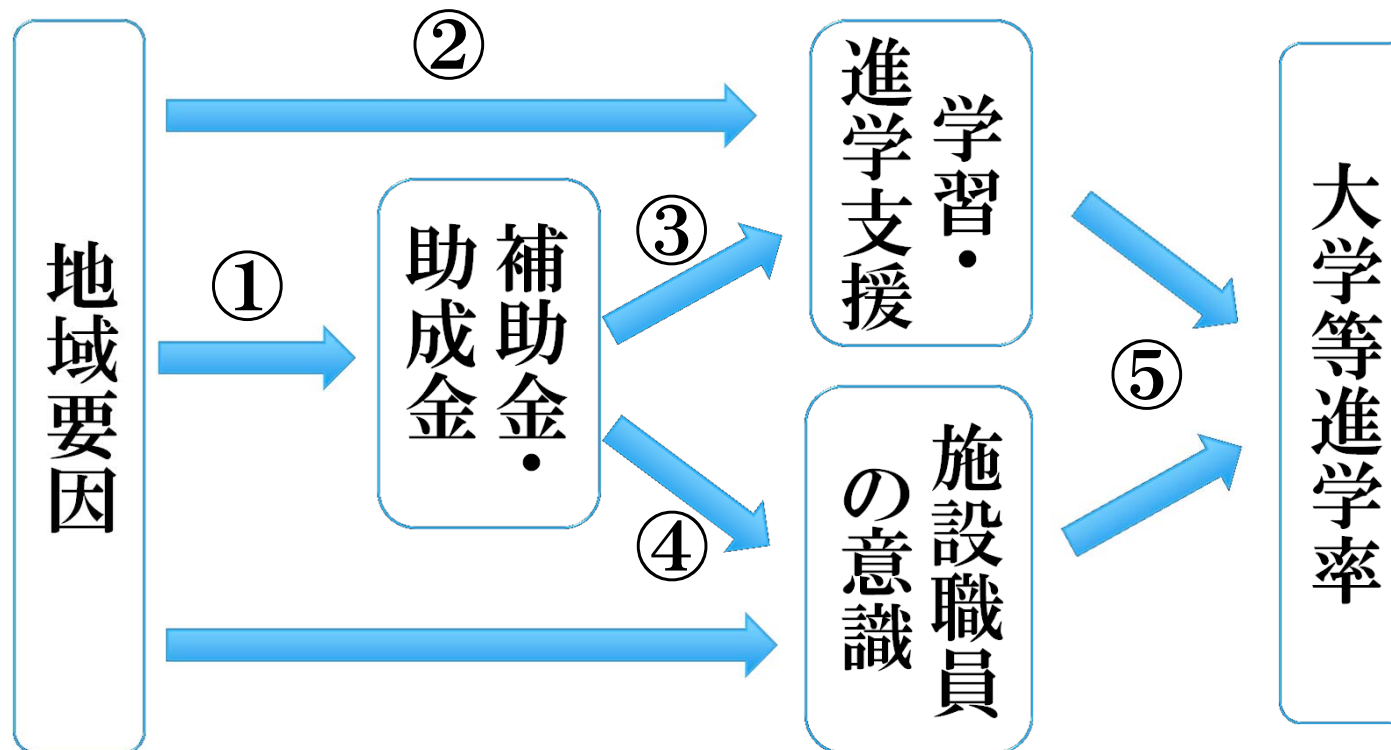 地域要因
①
②
補助金・
助成金
③
④
学習・
進学支援
施設職員
の意識
⑤
大学等進学率